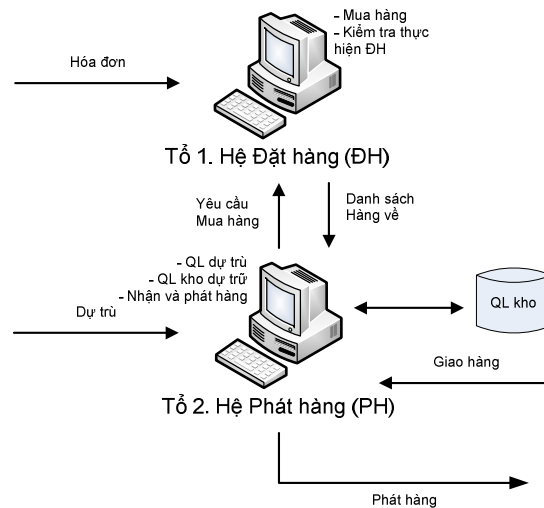 - Mua hàng
- Kiểm tra thực
hiện ĐH
Hóa đơn
Tổ 1. Hệ Đặt hàng (ĐH)
Yêu cầu
Mua hàng
Danh sách
Hàng về
- QL dự trù
- QL kho dự trữ
- Nhận và phát hàng
Dự trù
QL kho
Giao hàng
Tổ 2. Hệ Phát hàng (PH)
Phát hàng